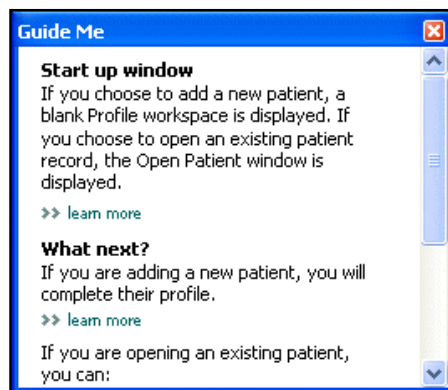 Guide Me
Start up window
If you choose to add a new patient, a
blank Profile workspace is displayed. If
you choose to open an existing patient
record, the Open Patient window is
displayed.
>> learn more
What next?
If you are adding a new patient, you will
complete their profile.
>> learn more
If you are opening an existing patient,
you can: